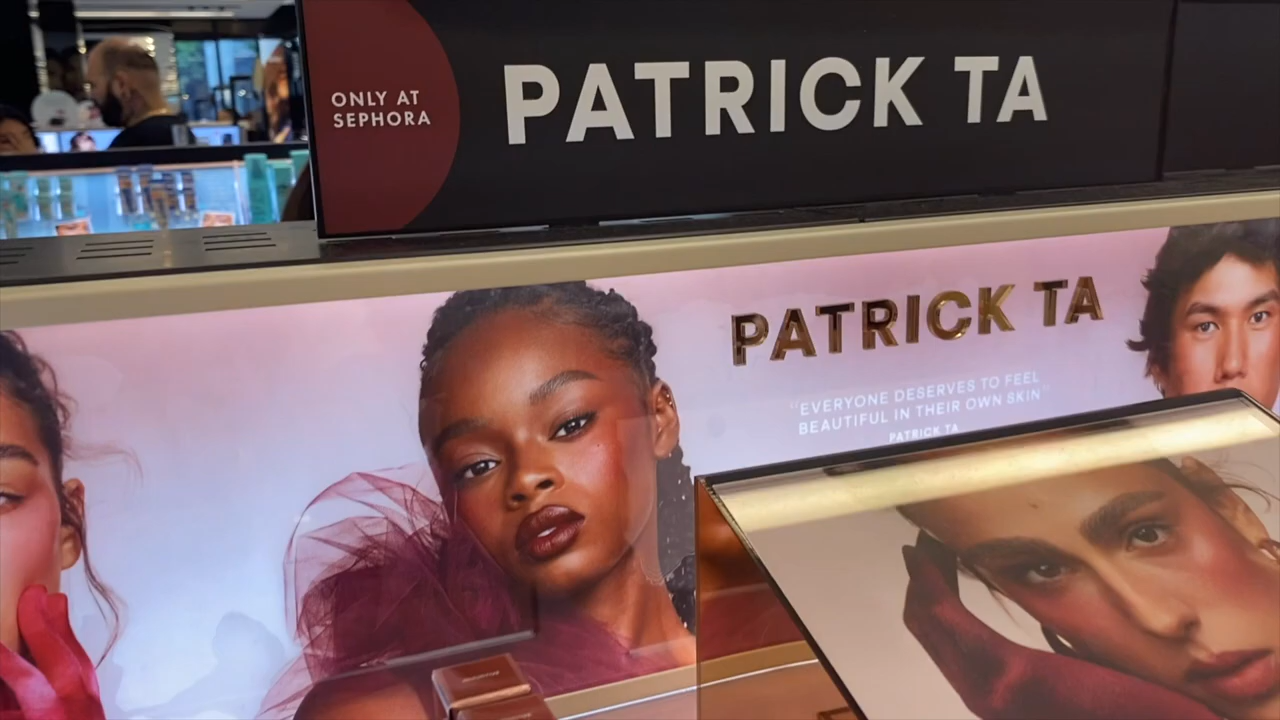 ONLY AT
SEPHORA
PATRICK TA
PATRICK TA
“EVERYONE DESERVES TO FEEL
BEAUTIFUL IN THEIR OWN SKIN”
PATRICK TA